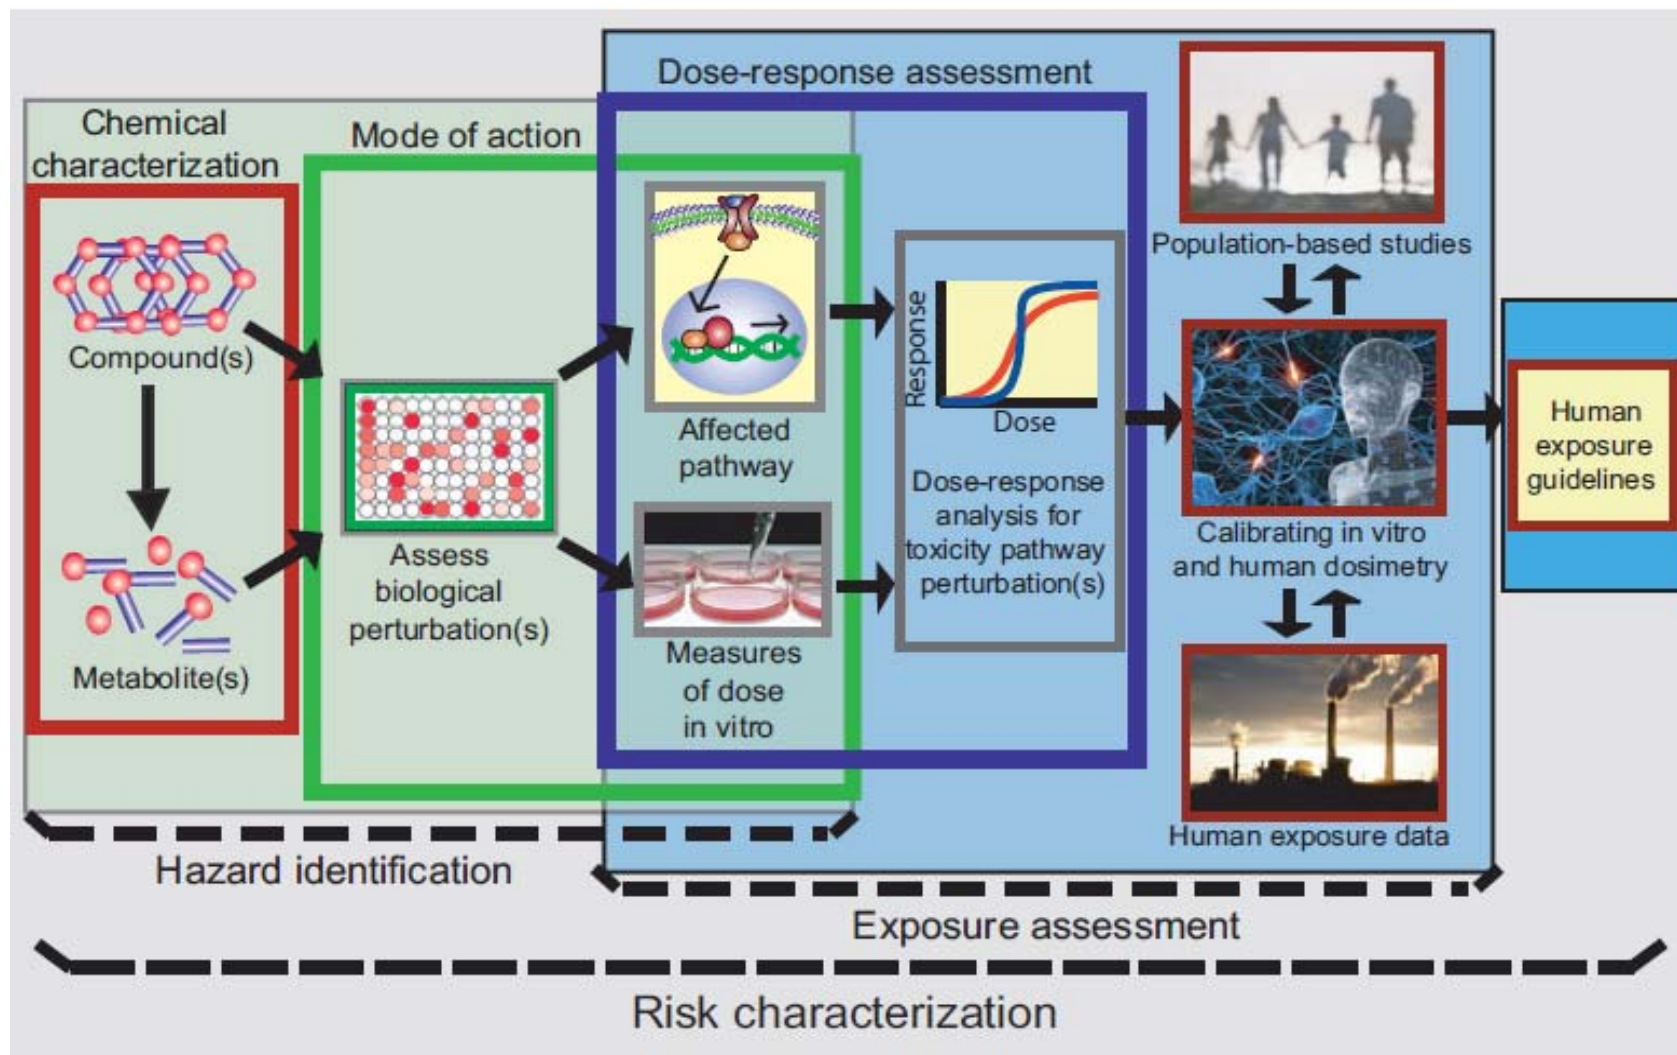 Dose-response assessment
Chemical
characterization
Mode of action
Compound(s)
Metabolite(s)
Assess
biological
perturbation(s)
Affected
pathway
Measures
of dose
in vitro
Response
Dose
Dose-response
analysis for
toxicity pathway
perturbation(s)
Population-based studies
Calibrating in vitro
and human dosimetry
Human exposure data
Human
exposure
guidelines
Hazard identification
Exposure assessment
Risk characterization